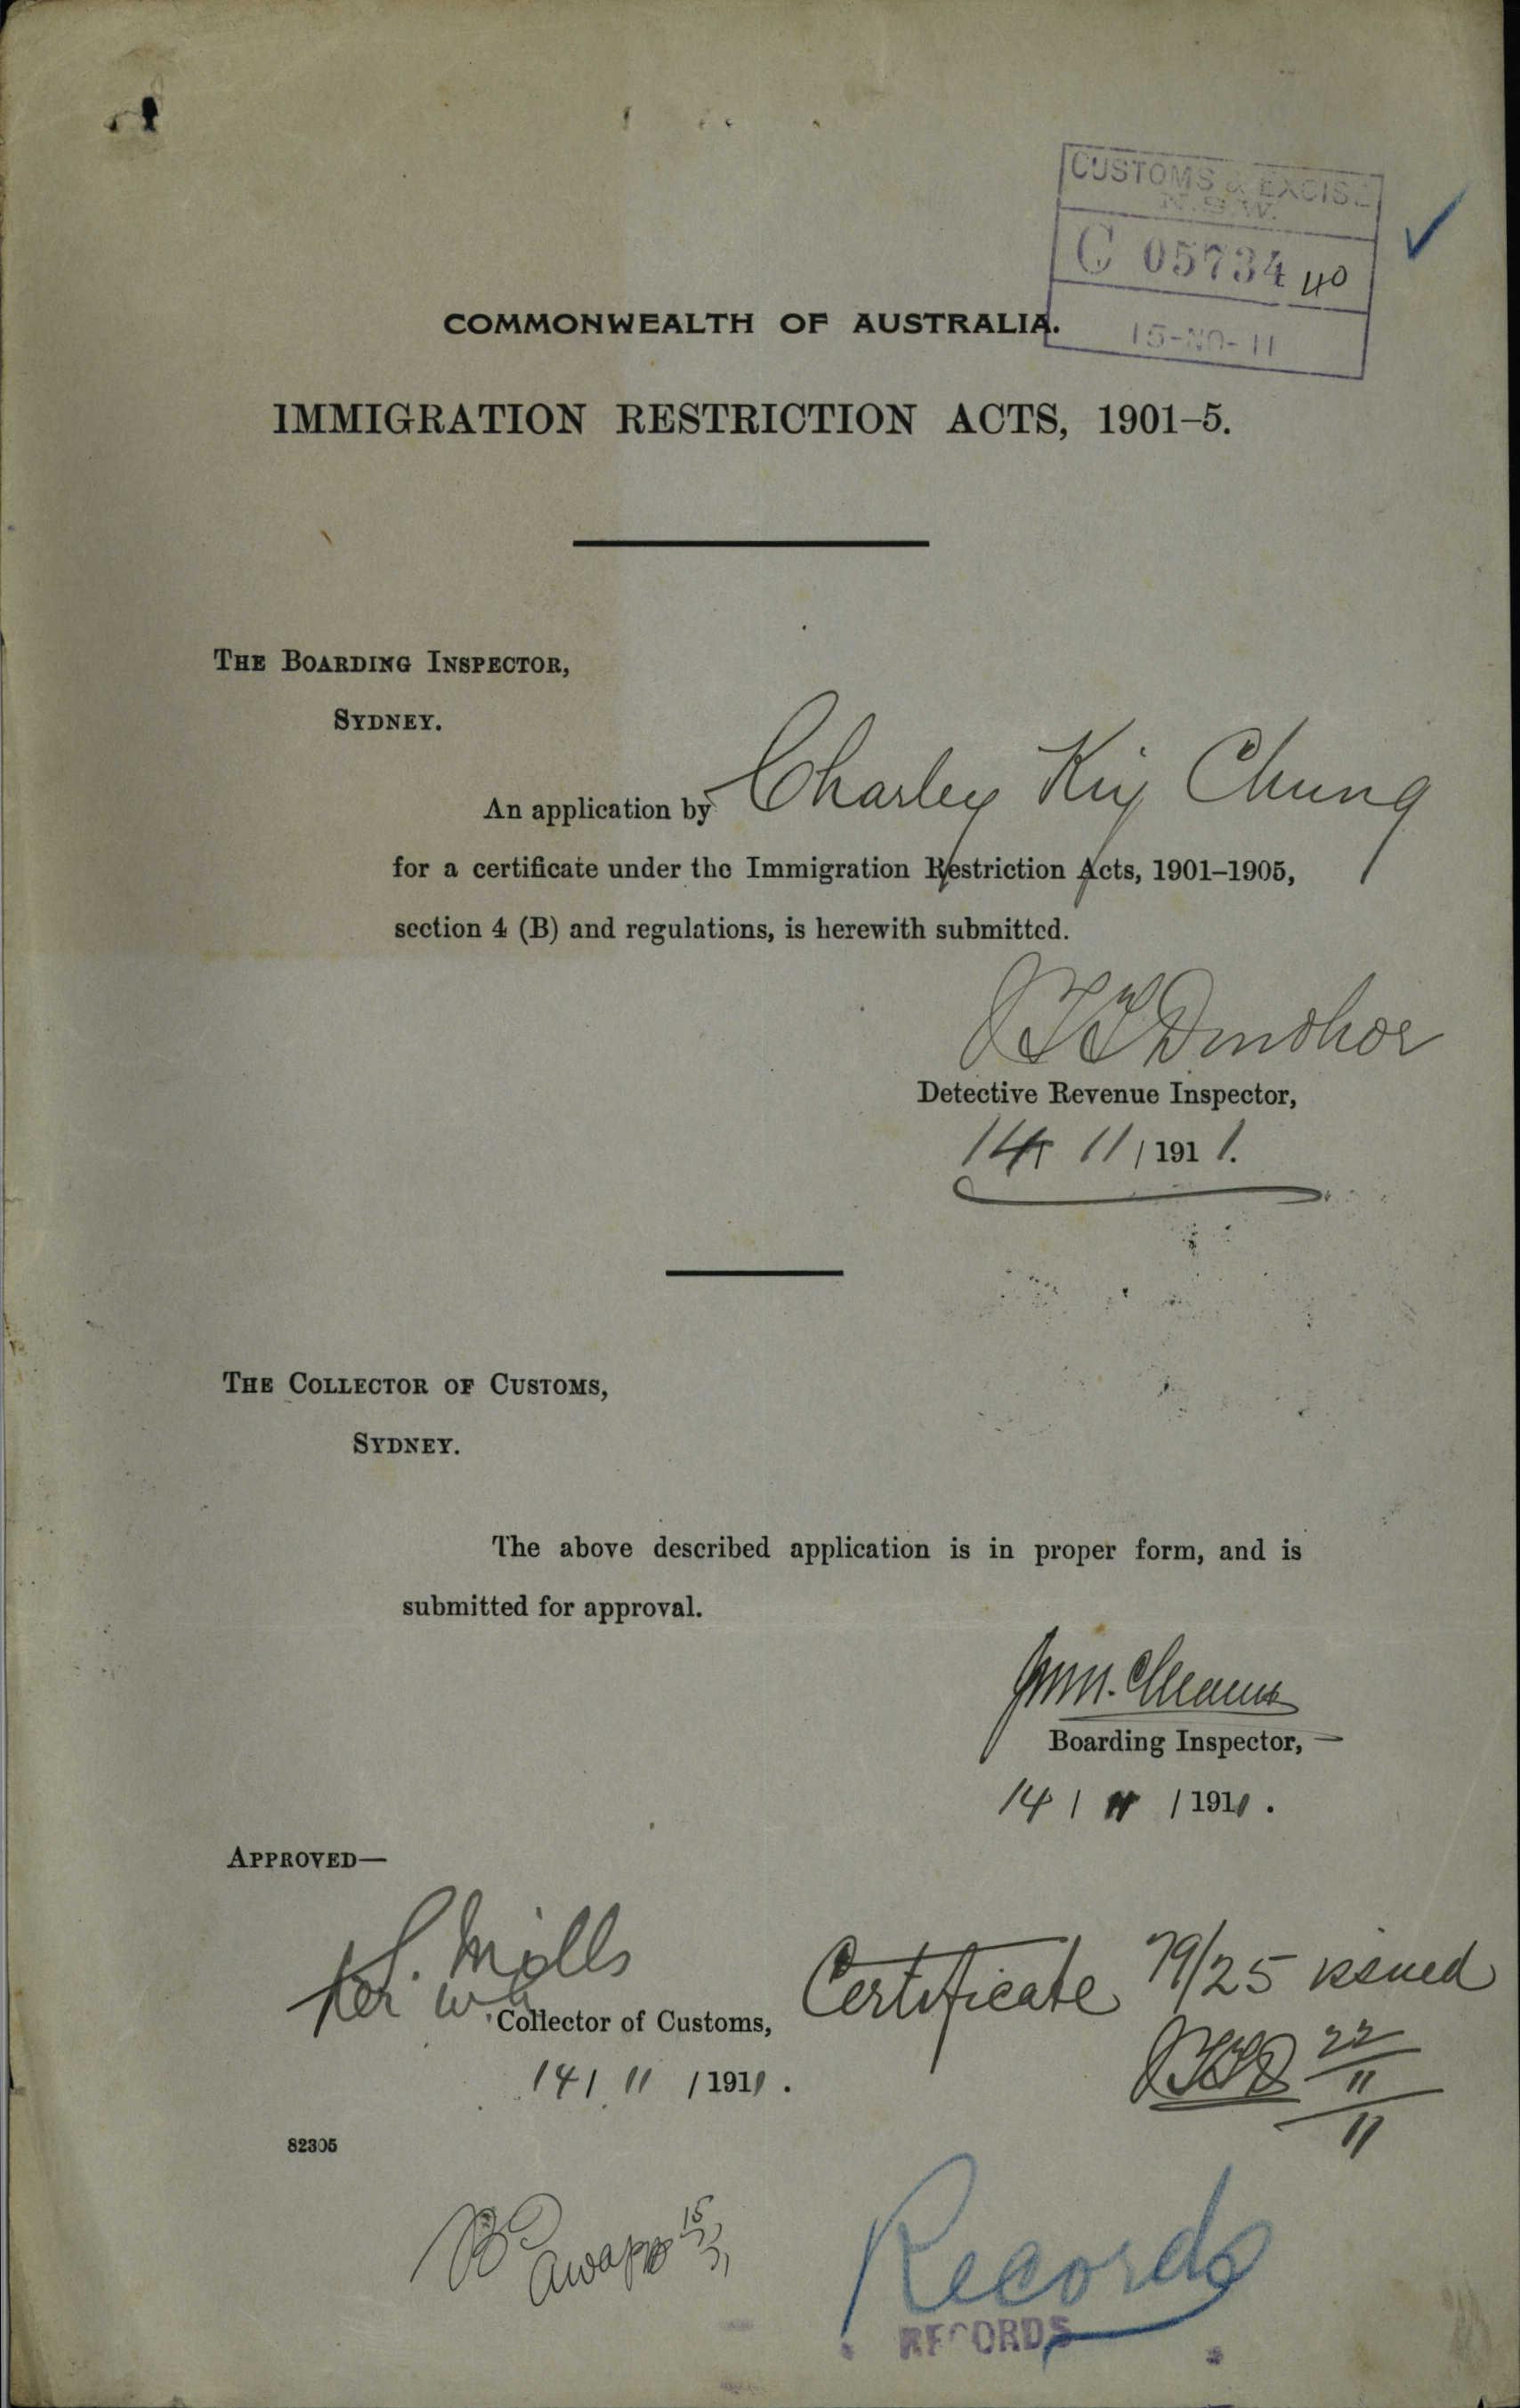 CUSTOMS & EXCISE
N.S.W.
C 05734 40
15-NO-11
COMMONWEALTH OF AUSTRALIA.
IMMIGRATION RESTRICTION ACTS, 1901-5.
THE BOARDING INSPECTOR,
SYDNEY.
An application by Charley Kix Chung
for a certificate under the Immigration Restriction Acts, 1901-1905,
section 4 (B) and regulations, is herewith submitted.
Donohoe
Detective Revenue Inspector,
14/11/1911.
THE COLLECTOR OF CUSTOMS,
SYDNEY.
The above described application is in proper form, and is
submitted for approval.
Boarding Inspector,
14/11/1911.
APPROVED—
S. Mills
Collector of Customs,
14/11/1911.
Certificate 79/25 issued
22/11/11
82305
15
Records
RECORDS